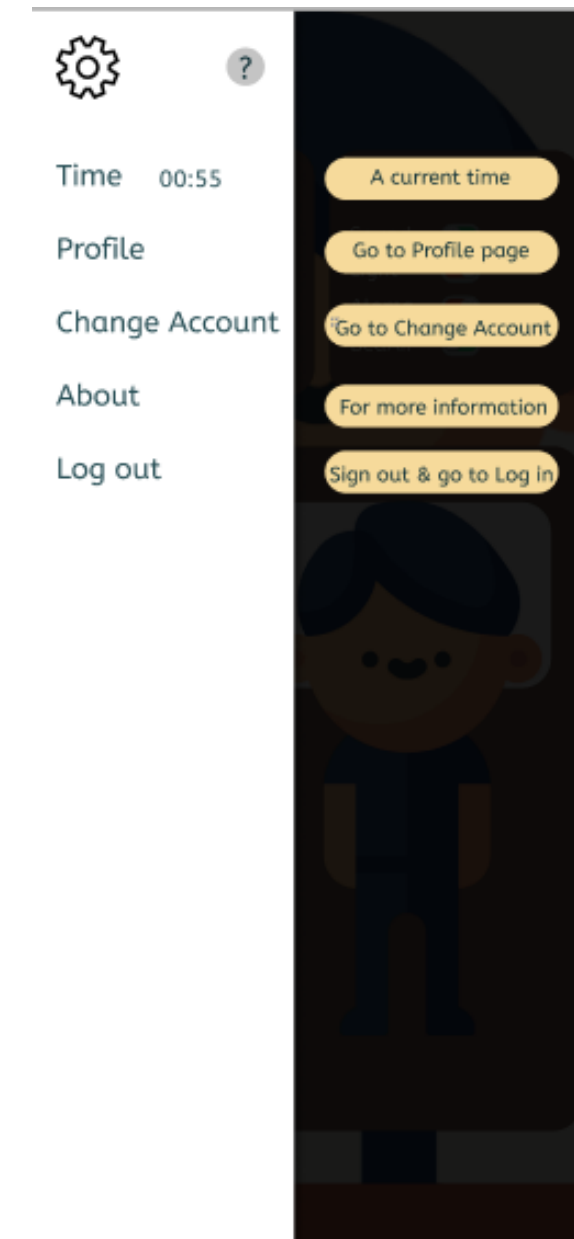 ?
Time 00:55 A current time
Profile Go to Profile page
Change Account Go to Change Account
About For more information
Log out Sign out & go to Log in